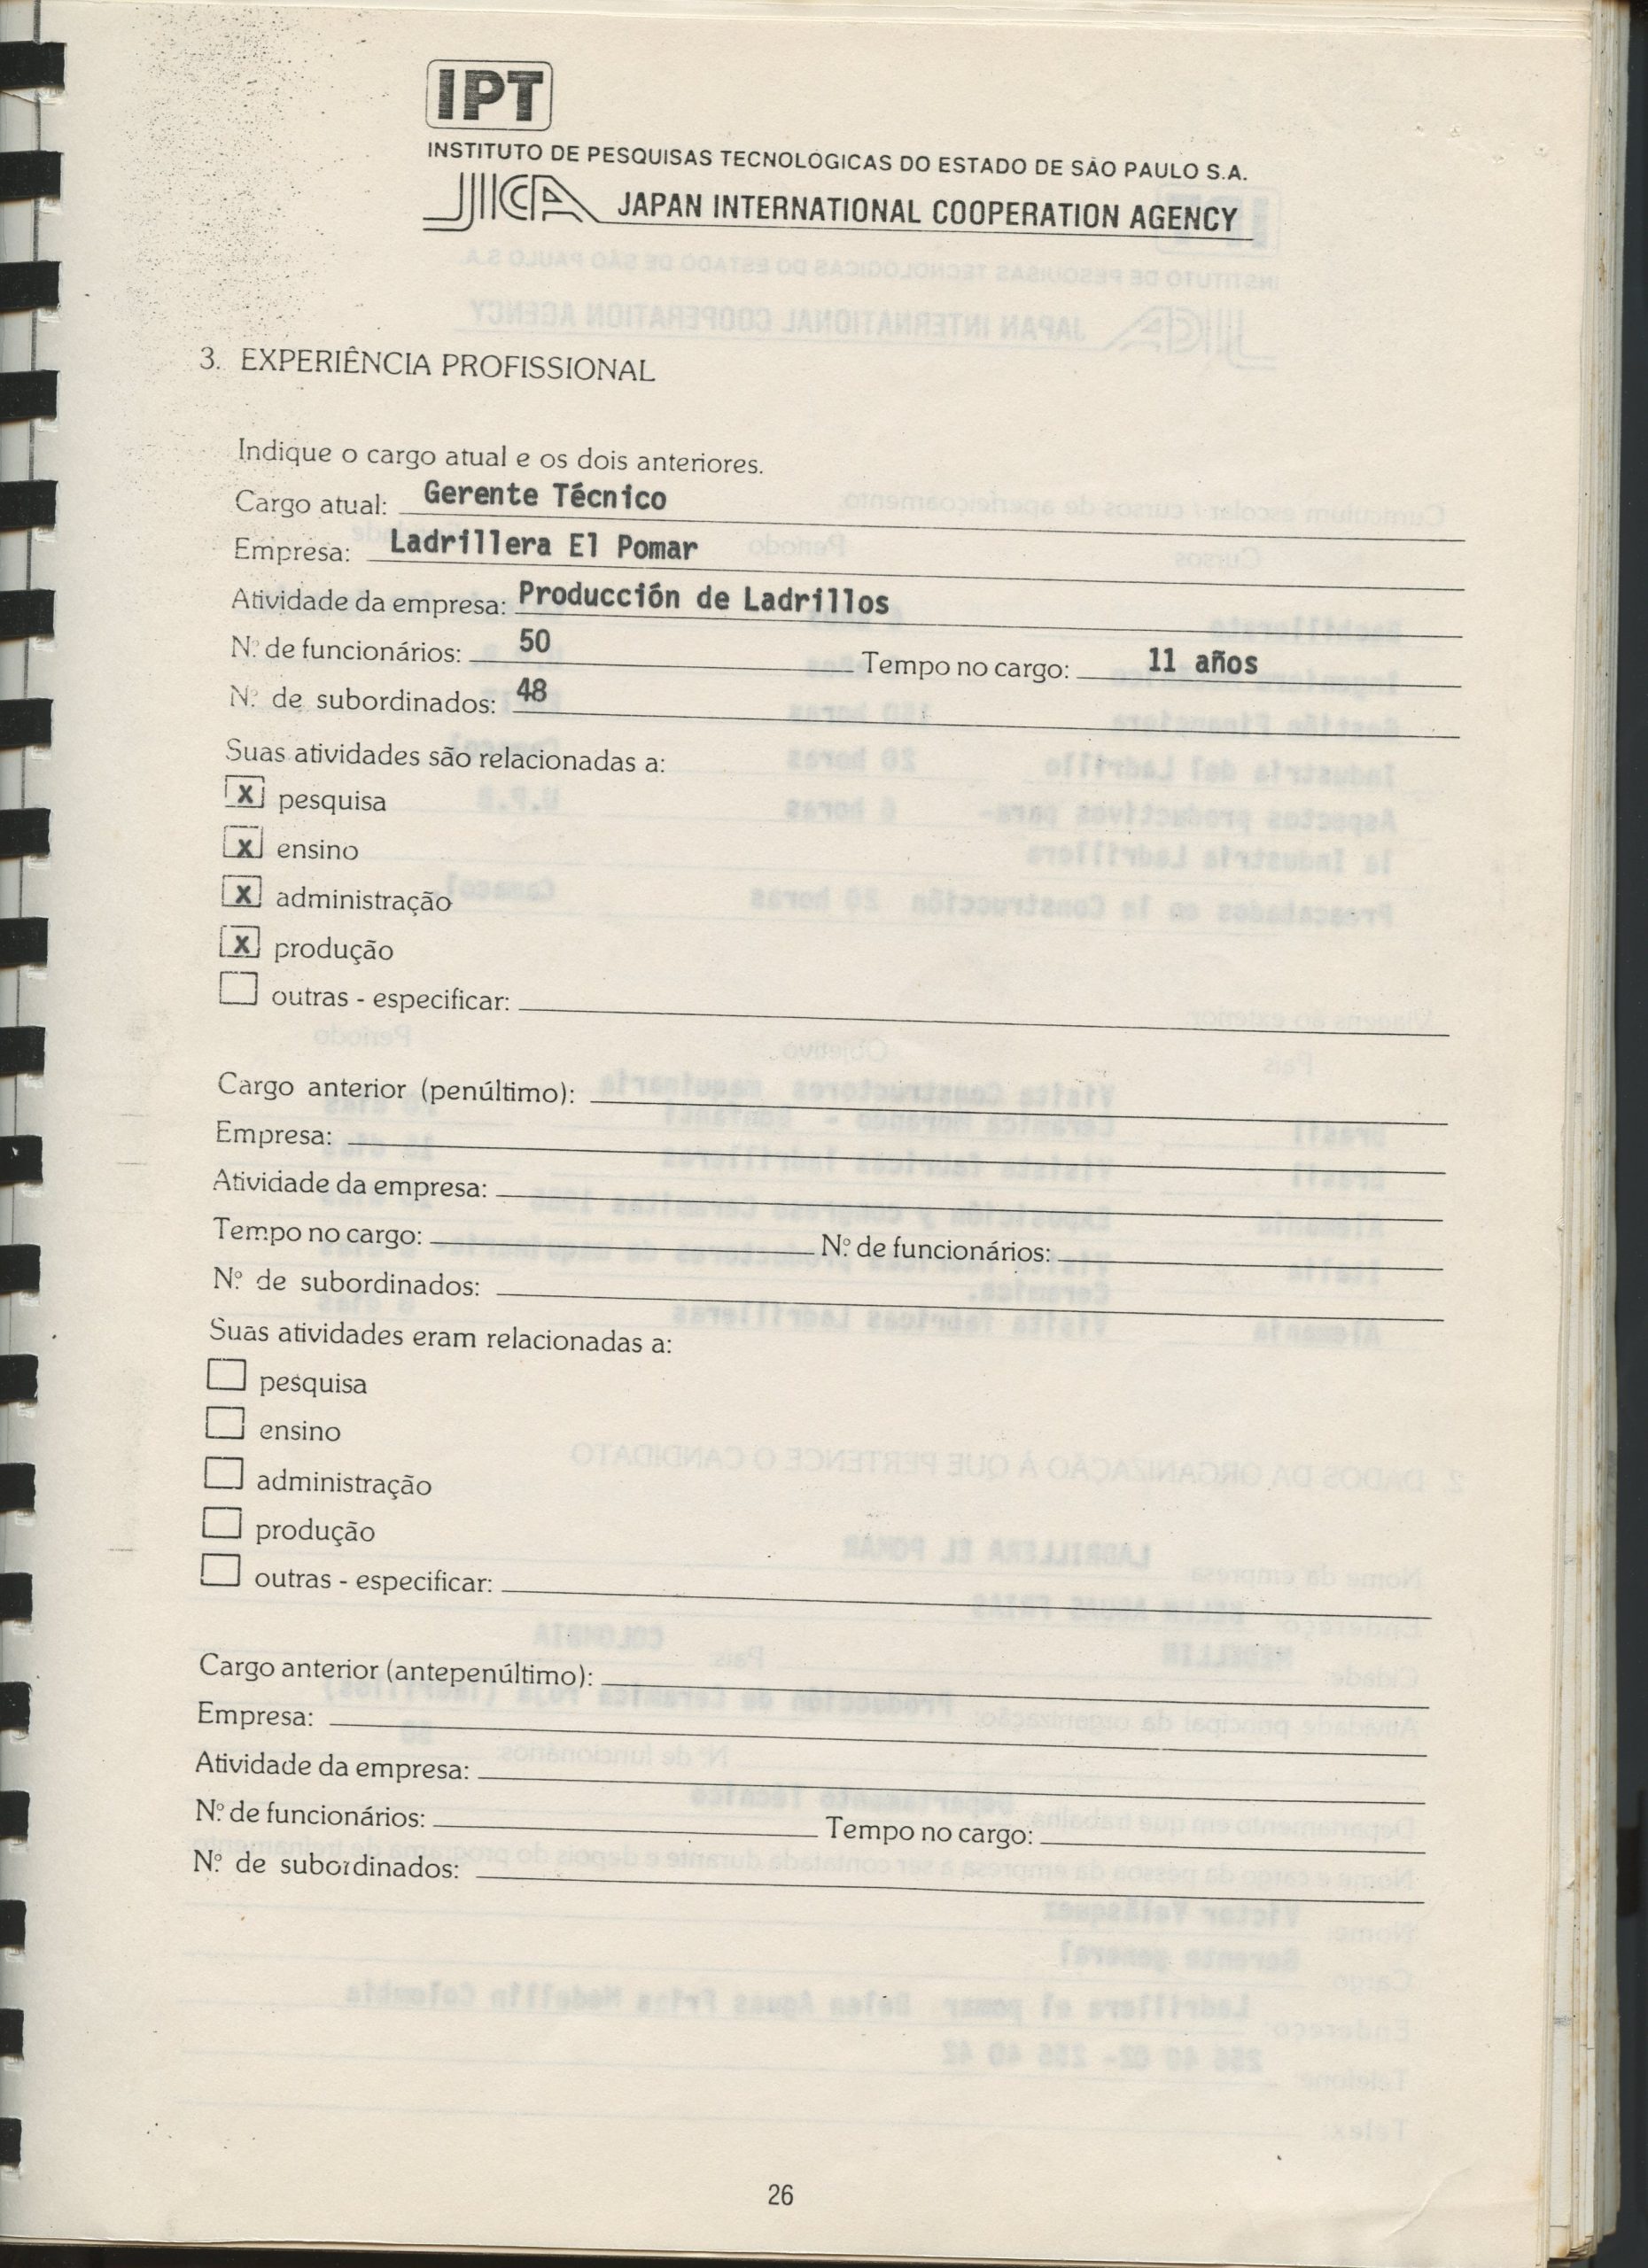 IPT
INSTITUTO DE PESQUISAS TECNOLÓGICAS DO ESTADO DE SÃO PAULO S.A.
JICA JAPAN INTERNATIONAL COOPERATION AGENCY
3. EXPERIÊNCIA PROFISSIONAL
Indique o cargo atual e os dois anteriores.
Cargo atual: Gerente Técnico
Empresa: Ladrillera El Pomar
Atividade da empresa: Producción de Ladrillos
N.º de funcionários: 50 Tempo no cargo: 11 años
N.º de subordinados: 48
Suas atividades são relacionadas a:
X pesquisa
X ensino
X administração
X produção
outras - especificar:
Cargo anterior (penúltimo):
Empresa:
Atividade da empresa:
Tempo no cargo: N.º de funcionários:
N.º de subordinados:
Suas atividades eram relacionadas a:
pesquisa
ensino
administração
produção
outras - especificar:
Cargo anterior (antepenúltimo):
Empresa:
Atividade da empresa:
N.º de funcionários: Tempo no cargo:
N.º de subordinados:
26